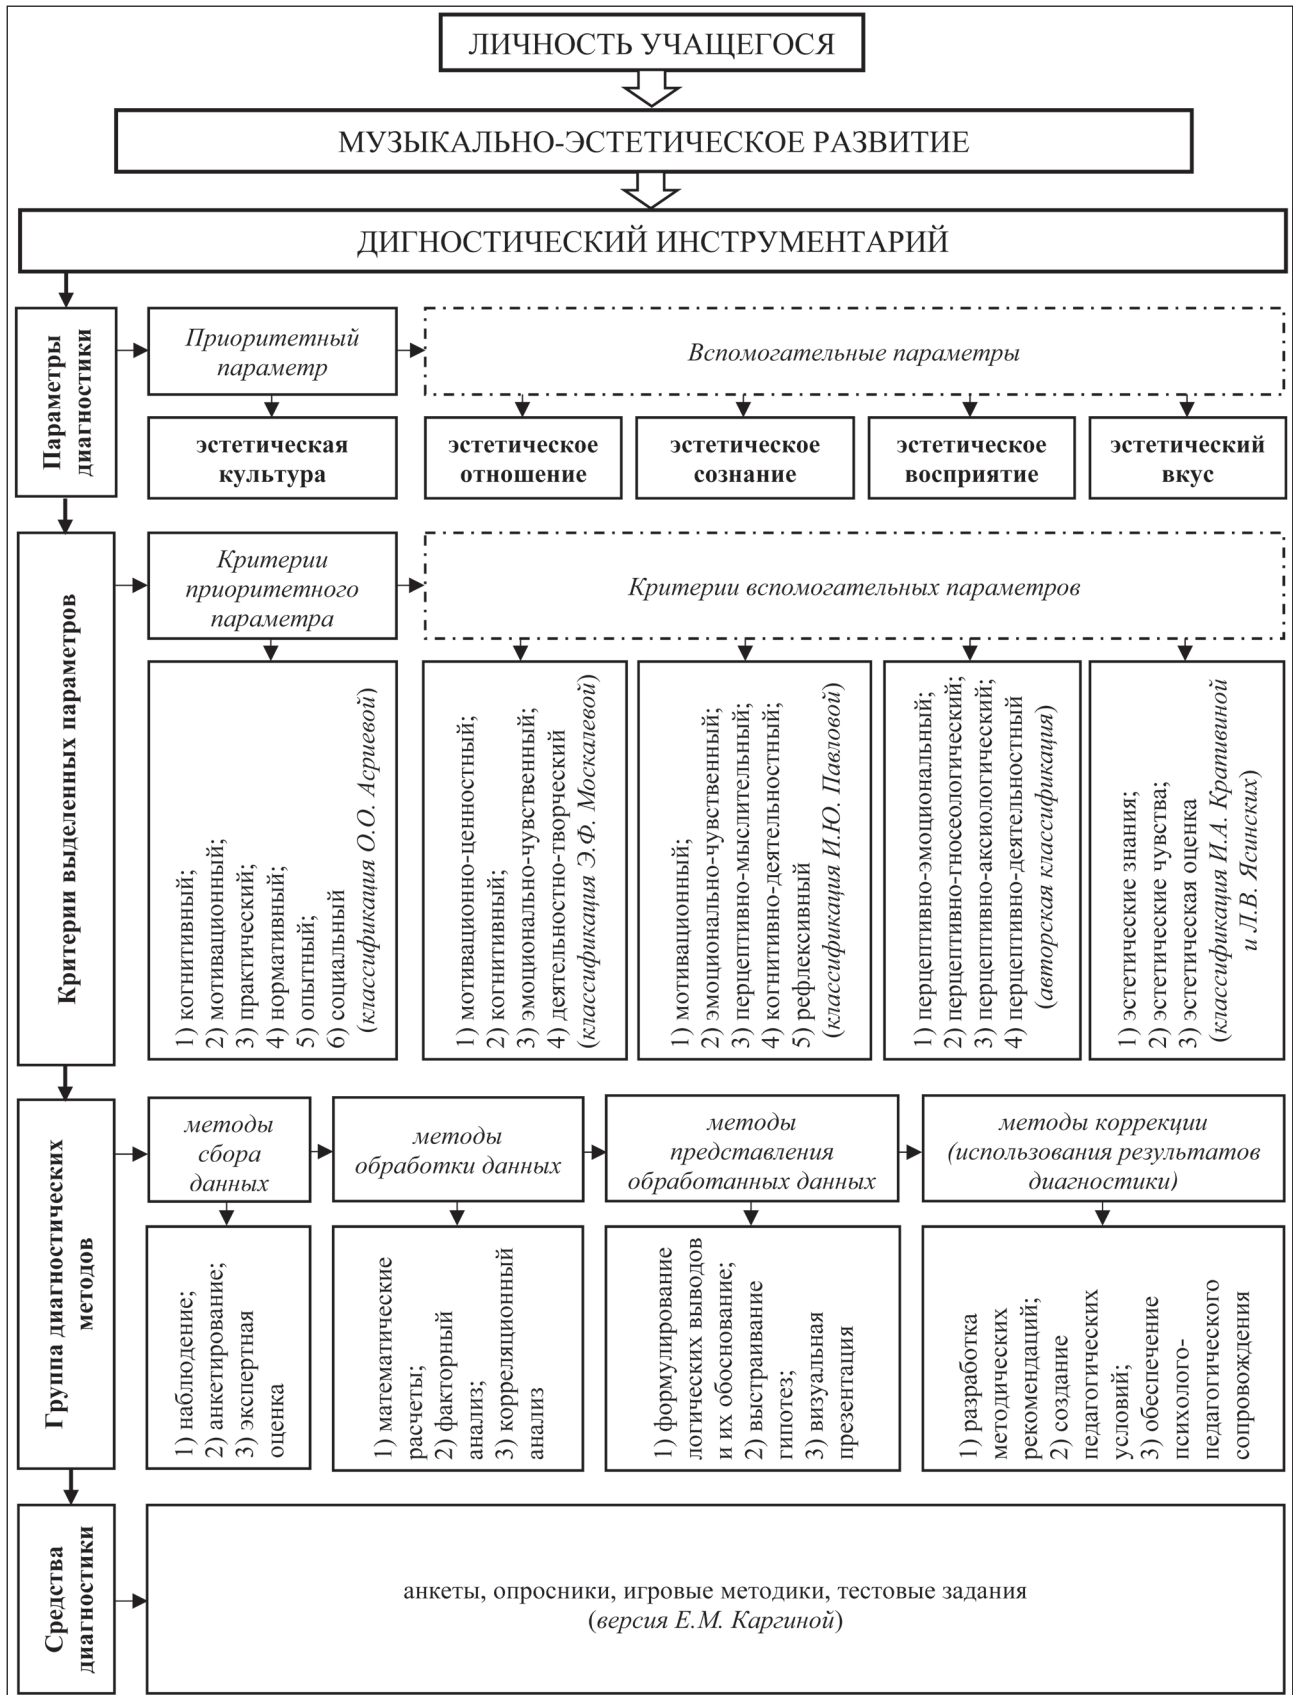 ЛИЧНОСТЬ УЧАЩЕГОСЯ
МУЗЫКАЛЬНО-ЭСТЕТИЧЕСКОЕ РАЗВИТИЕ
ДИГНОСТИЧЕСКИЙ ИНСТРУМЕНТАРИЙ
Параметры
диагностики
Приоритетный
параметр
Вспомогательные параметры
эстетическая
культура
эстетическое
отношение
эстетическое
сознание
эстетическое
восприятие
эстетический
вкус
Критерии выделенных параметров
Критерии
приоритетного
параметра
Критерии вспомогательных параметров
1) когнитивный;
2) мотивационный;
3) практический;
4) нормативный;
5) опытный;
6) социальный
(классификация О.О. Асриевой)
1) мотивационно-ценностный;
2) когнитивный;
3) эмоционально-чувственный;
4) деятельностно-творческий
(классификация Э.Ф. Москалевой)
1) мотивационный;
2) эмоционально-чувственный;
3) перцептивно-мыслительный;
4) когнитивно-деятельностный;
5) рефлексивный
(классификация И.Ю. Павловой)
1) перцептивно-эмоциональный;
2) перцептивно-гносеологический;
3) перцептивно-аксиологический;
4) перцептивно-деятельностный
(авторская классификация)
1) эстетические знания;
2) эстетические чувства;
3) эстетическая оценка
(классификация И.А. Крапивиной
и Л.В. Ясинских)
Группа диагностических
методов
методы
сбора
данных
методы
обработки данных
методы
представления
обработанных данных
методы коррекции
(использования результатов
диагностики)
1) наблюдение;
2) анкетирование;
3) экспертная
оценка
1) математические
расчеты;
2) факторный
анализ;
3) корреляционный
анализ
1) формулирование
логических выводов
и их обоснование;
2) выстраивание
гипотез;
3) визуальная
презентация
1) разработка
методических
рекомендаций;
2) создание
педагогических
условий;
3) обеспечение
психолого-
педагогического
сопровождения
Средства
диагностики
анкеты, опросники, игровые методики, тестовые задания
(версия Е.М. Каргиной)